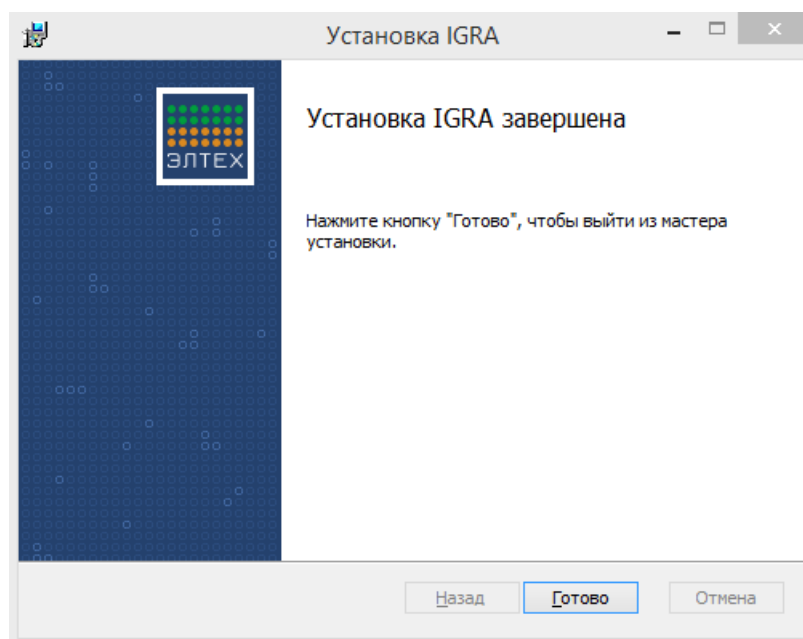 Установка IGRA
ЭЛТЕХ
Установка IGRA завершена
Нажмите кнопку "Готово", чтобы выйти из мастера
установки.
Назад
Готово
Отмена